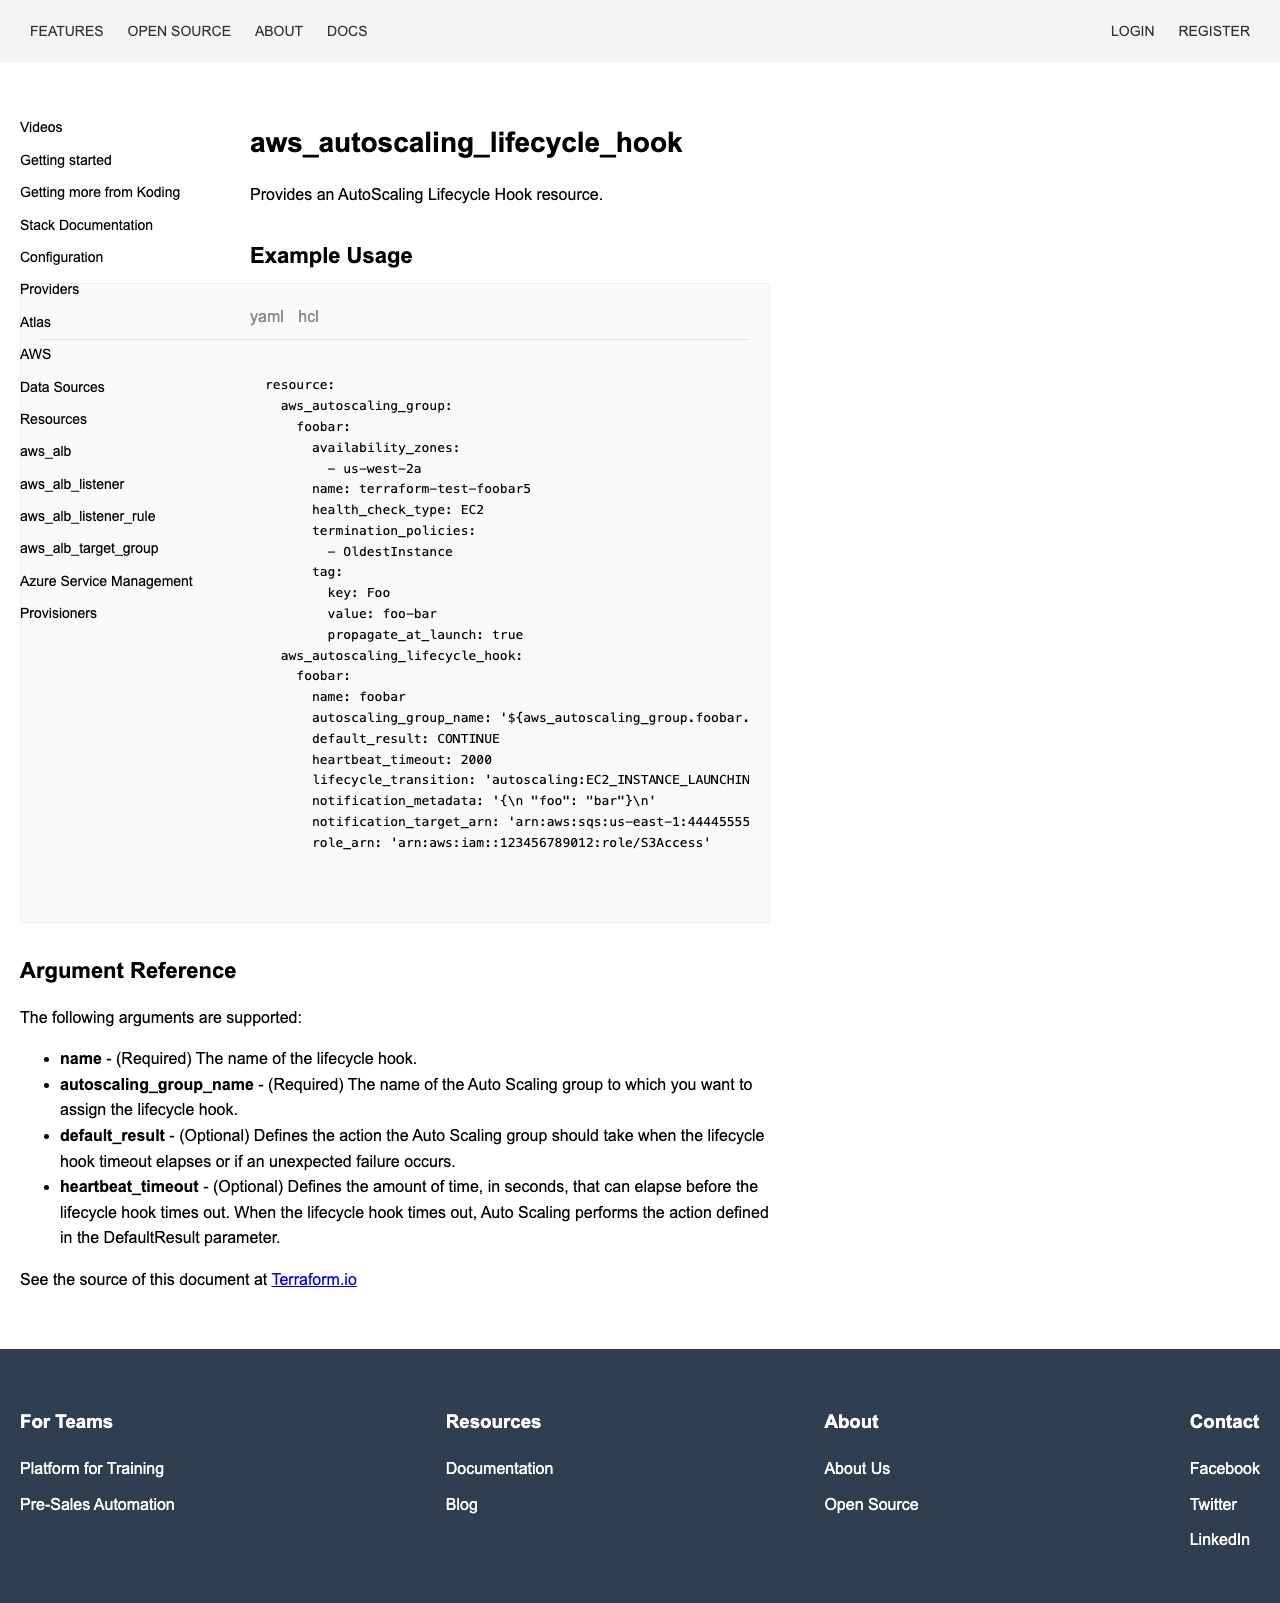 FEATURES OPEN SOURCE ABOUT DOCS LOGIN REGISTER
Videos
Getting started
Getting more from Koding
Stack Documentation
Configuration
Providers
Atlas
AWS
Data Sources
Resources
aws_alb
aws_alb_listener
aws_alb_listener_rule
aws_alb_target_group
Azure Service Management
Provisioners
aws_autoscaling_lifecycle_hook
Provides an AutoScaling Lifecycle Hook resource.
Example Usage
yaml hcl
resource:
  aws_autoscaling_group:
    foobar:
      availability_zones:
        - us-west-2a
      name: terraform-test-foobar5
      health_check_type: EC2
      termination_policies:
        - OldestInstance
      tag:
        key: Foo
        value: foo-bar
        propagate_at_launch: true
  aws_autoscaling_lifecycle_hook:
    foobar:
      name: foobar
      autoscaling_group_name: '${aws_autoscaling_group.foobar.
      default_result: CONTINUE
      heartbeat_timeout: 2000
      lifecycle_transition: 'autoscaling:EC2_INSTANCE_LAUNCHIN
      notification_metadata: '{\n "foo": "bar"}\n'
      notification_target_arn: 'arn:aws:sqs:us-east-1:44445555
      role_arn: 'arn:aws:iam::123456789012:role/S3Access'
Argument Reference
The following arguments are supported:
• name - (Required) The name of the lifecycle hook.
• autoscaling_group_name - (Required) The name of the Auto Scaling group to which you want to
assign the lifecycle hook.
• default_result - (Optional) Defines the action the Auto Scaling group should take when the lifecycle
hook timeout elapses or if an unexpected failure occurs.
• heartbeat_timeout - (Optional) Defines the amount of time, in seconds, that can elapse before the
lifecycle hook times out. When the lifecycle hook times out, Auto Scaling performs the action defined
in the DefaultResult parameter.
See the source of this document at Terraform.io
For Teams
Platform for Training
Pre-Sales Automation
Resources
Documentation
Blog
About
About Us
Open Source
Contact
Facebook
Twitter
LinkedIn